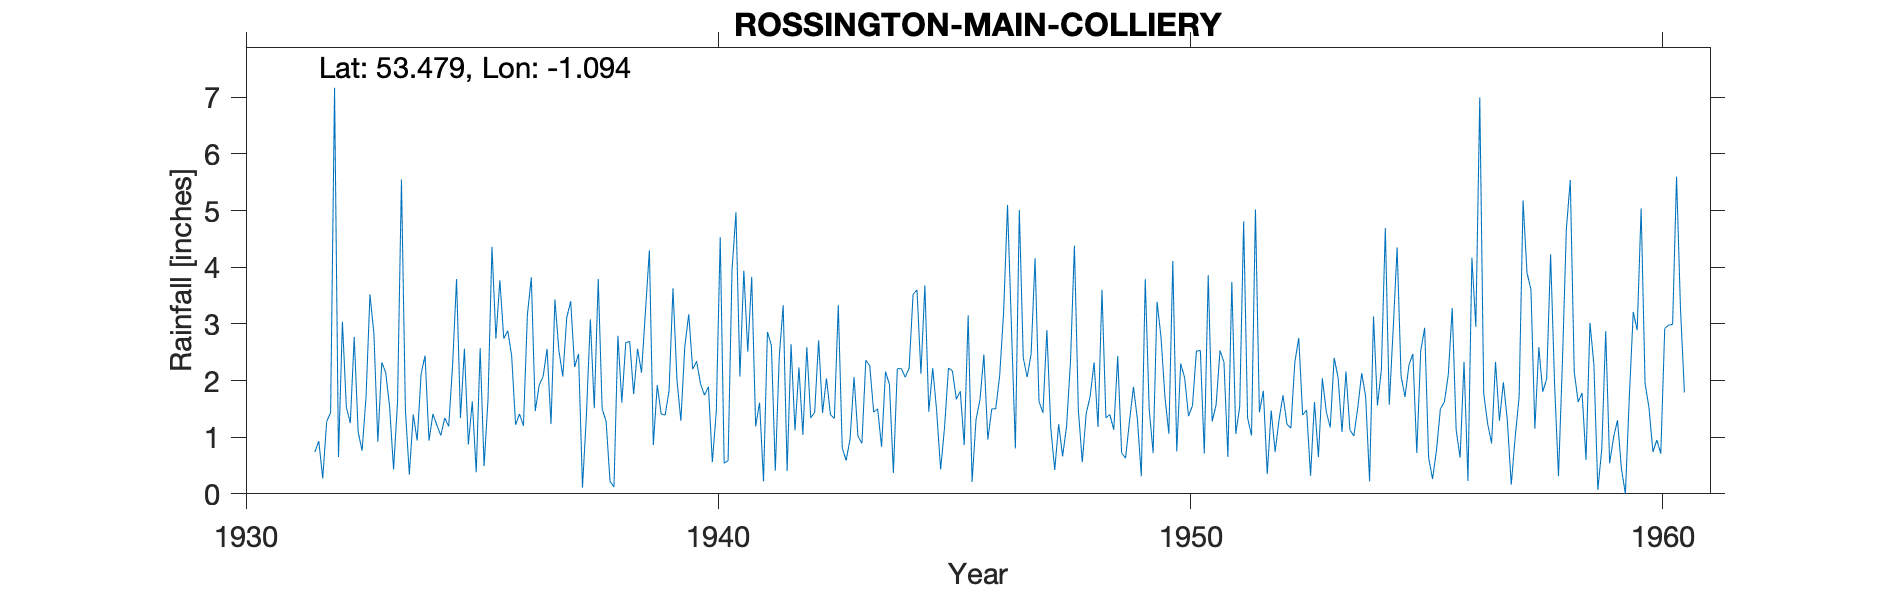 ROSSINGTON-MAIN-COLLIERY
Lat: 53.479, Lon: -1.094
Rainfall [inches]
7
6
5
4
3
2
1
0
1930 1940 1950 1960
Year